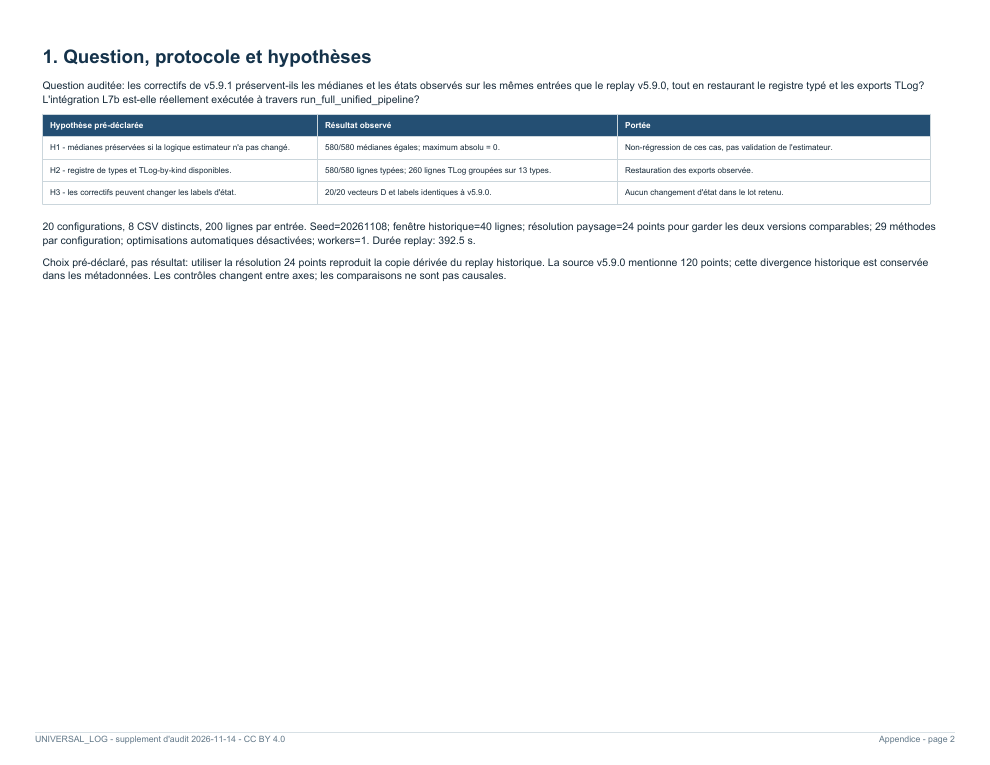 1. Question, protocole et hypothèses
Question auditée: les correctifs de v5.9.1 préservent-ils les médianes et les états observés sur les mêmes entrées que le replay v5.9.0, tout en restaurant le registre typé et les exports TLog?
L'intégration L7b est-elle réellement exécutée à travers run_full_unified_pipeline?
Hypothèse pré-déclarée Résultat observé Portée
H1 - médianes préservées si la logique estimateur n'a pas changé. 580/580 médianes égales; maximum absolu = 0. Non-régression de ces cas, pas validation de l'estimateur.
H2 - registre de types et TLog-by-kind disponibles. 580/580 lignes typées; 260 lignes TLog groupées sur 13 types. Restauration des exports observée.
H3 - les correctifs peuvent changer les labels d'état. 20/20 vecteurs D et labels identiques à v5.9.0. Aucun changement d'état dans le lot retenu.
20 configurations, 8 CSV distincts, 200 lignes par entrée. Seed=20261108; fenêtre historique=40 lignes; résolution paysage=24 points pour garder les deux versions comparables; 29 méthodes
par configuration; optimisations automatiques désactivées; workers=1. Durée replay: 392.5 s.
Choix pré-déclaré, pas résultat: utiliser la résolution 24 points reproduit la copie dérivée du replay historique. La source v5.9.0 mentionne 120 points; cette divergence historique est conservée
dans les métadonnées. Les contrôles changent entre axes; les comparaisons ne sont pas causales.
UNIVERSAL_LOG - supplement d'audit 2026-11-14 - CC BY 4.0 Appendice - page 2